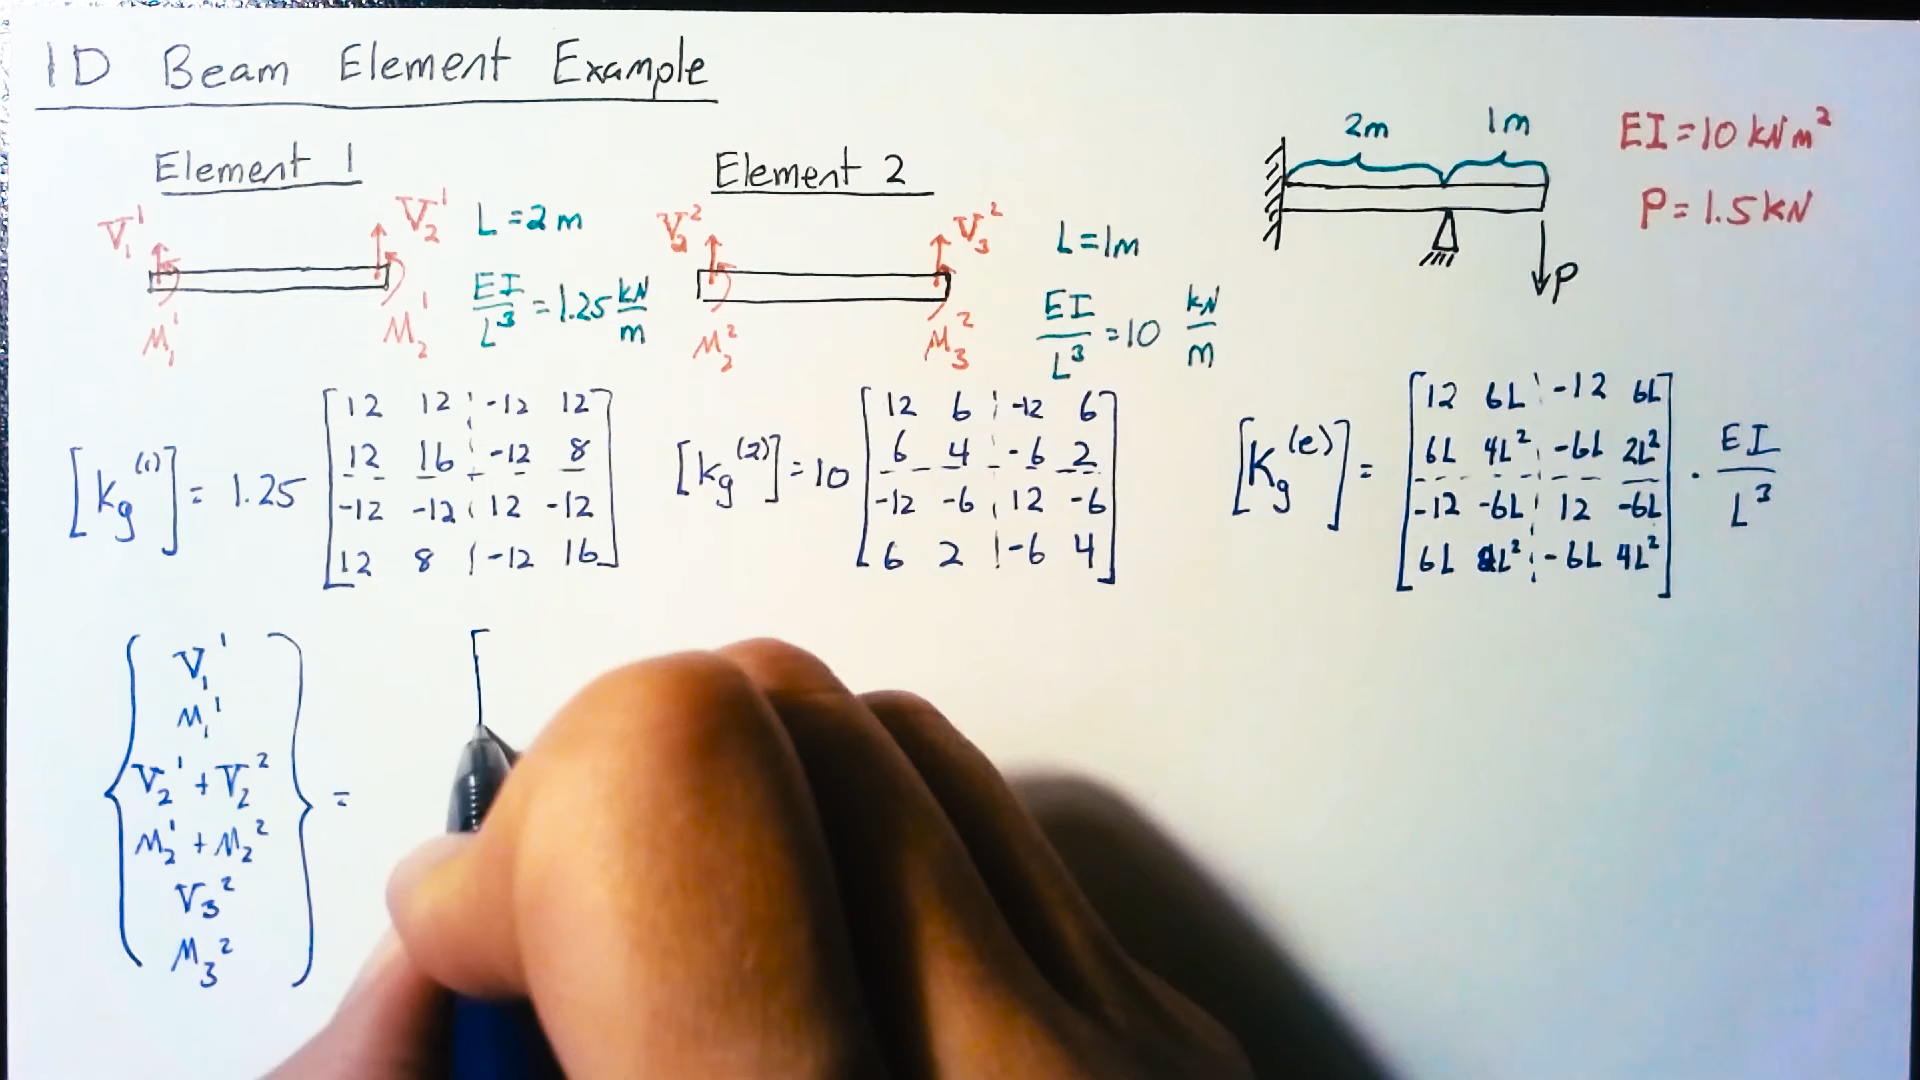 1D Beam Element Example
Element 1
V₁¹ V₂¹ L = 2m
EI/L³ = 1.25 kN/m
M₁¹ M₂¹
Element 2
V₂² V₃² L = 1m
EI/L³ = 10 kN/m
M₂² M₃²
2m 1m
P
EI = 10 kNm²
P = 1.5 kN
[kg⁽¹⁾] = 1.25
12 12 -12 12
12 16 -12 8
-12 -12 12 -12
12 8 -12 16
[kg⁽²⁾] = 10
12 6 -12 6
6 4 -6 2
-12 -6 12 -6
6 2 -6 4
[Kg⁽ᵉ⁾] =
12 6L -12 6L
6L 4L² -6L 2L²
-12 -6L 12 -6L
6L L² -6L 4L²
· EI/L³
V₁¹
M₁¹
V₂¹ + V₂²
M₂¹ + M₂²
V₃²
M₃²
=